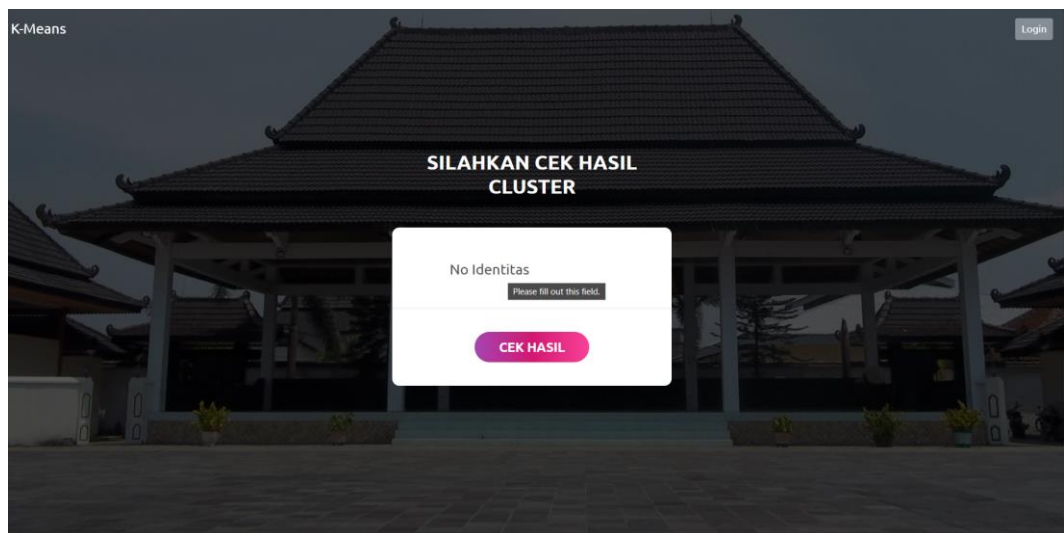 K-Means
Login
SILAHKAN CEK HASIL
CLUSTER
No Identitas
Please fill out this field.
CEK HASIL